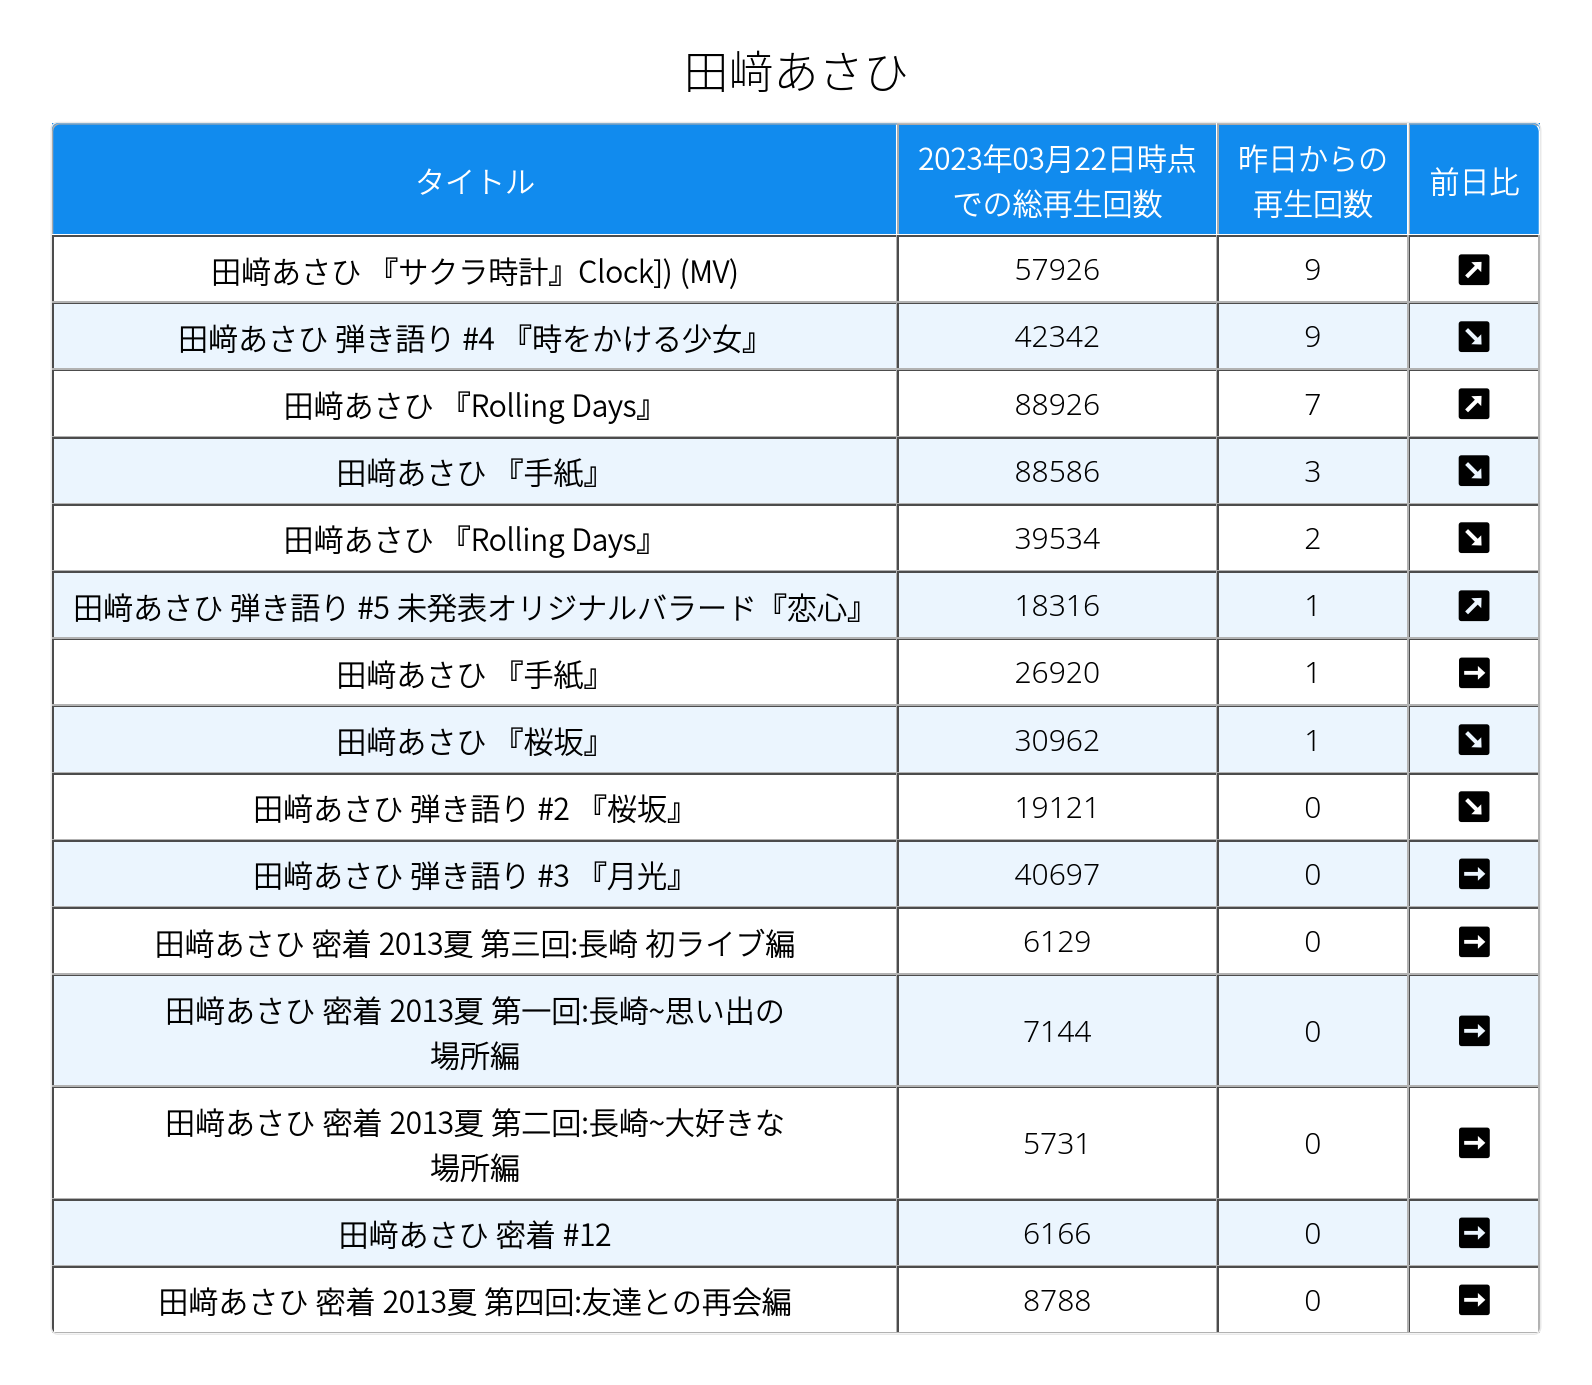 田﨑あさひ
タイトル
2023年03月22日時点
での総再生回数
昨日からの
再生回数
前日比
田﨑あさひ 『サクラ時計』Clock]) (MV) 57926 9
田﨑あさひ 弾き語り #4 『時をかける少女』 42342 9
田﨑あさひ 『Rolling Days』 88926 7
田﨑あさひ 『手紙』 88586 3
田﨑あさひ 『Rolling Days』 39534 2
田﨑あさひ 弾き語り #5 未発表オリジナルバラード『恋心』 18316 1
田﨑あさひ 『手紙』 26920 1
田﨑あさひ 『桜坂』 30962 1
田﨑あさひ 弾き語り #2 『桜坂』 19121 0
田﨑あさひ 弾き語り #3 『月光』 40697 0
田﨑あさひ 密着 2013夏 第三回:長崎 初ライブ編 6129 0
田﨑あさひ 密着 2013夏 第一回:長崎~思い出の
場所編 7144 0
田﨑あさひ 密着 2013夏 第二回:長崎~大好きな
場所編 5731 0
田﨑あさひ 密着 #12 6166 0
田﨑あさひ 密着 2013夏 第四回:友達との再会編 8788 0